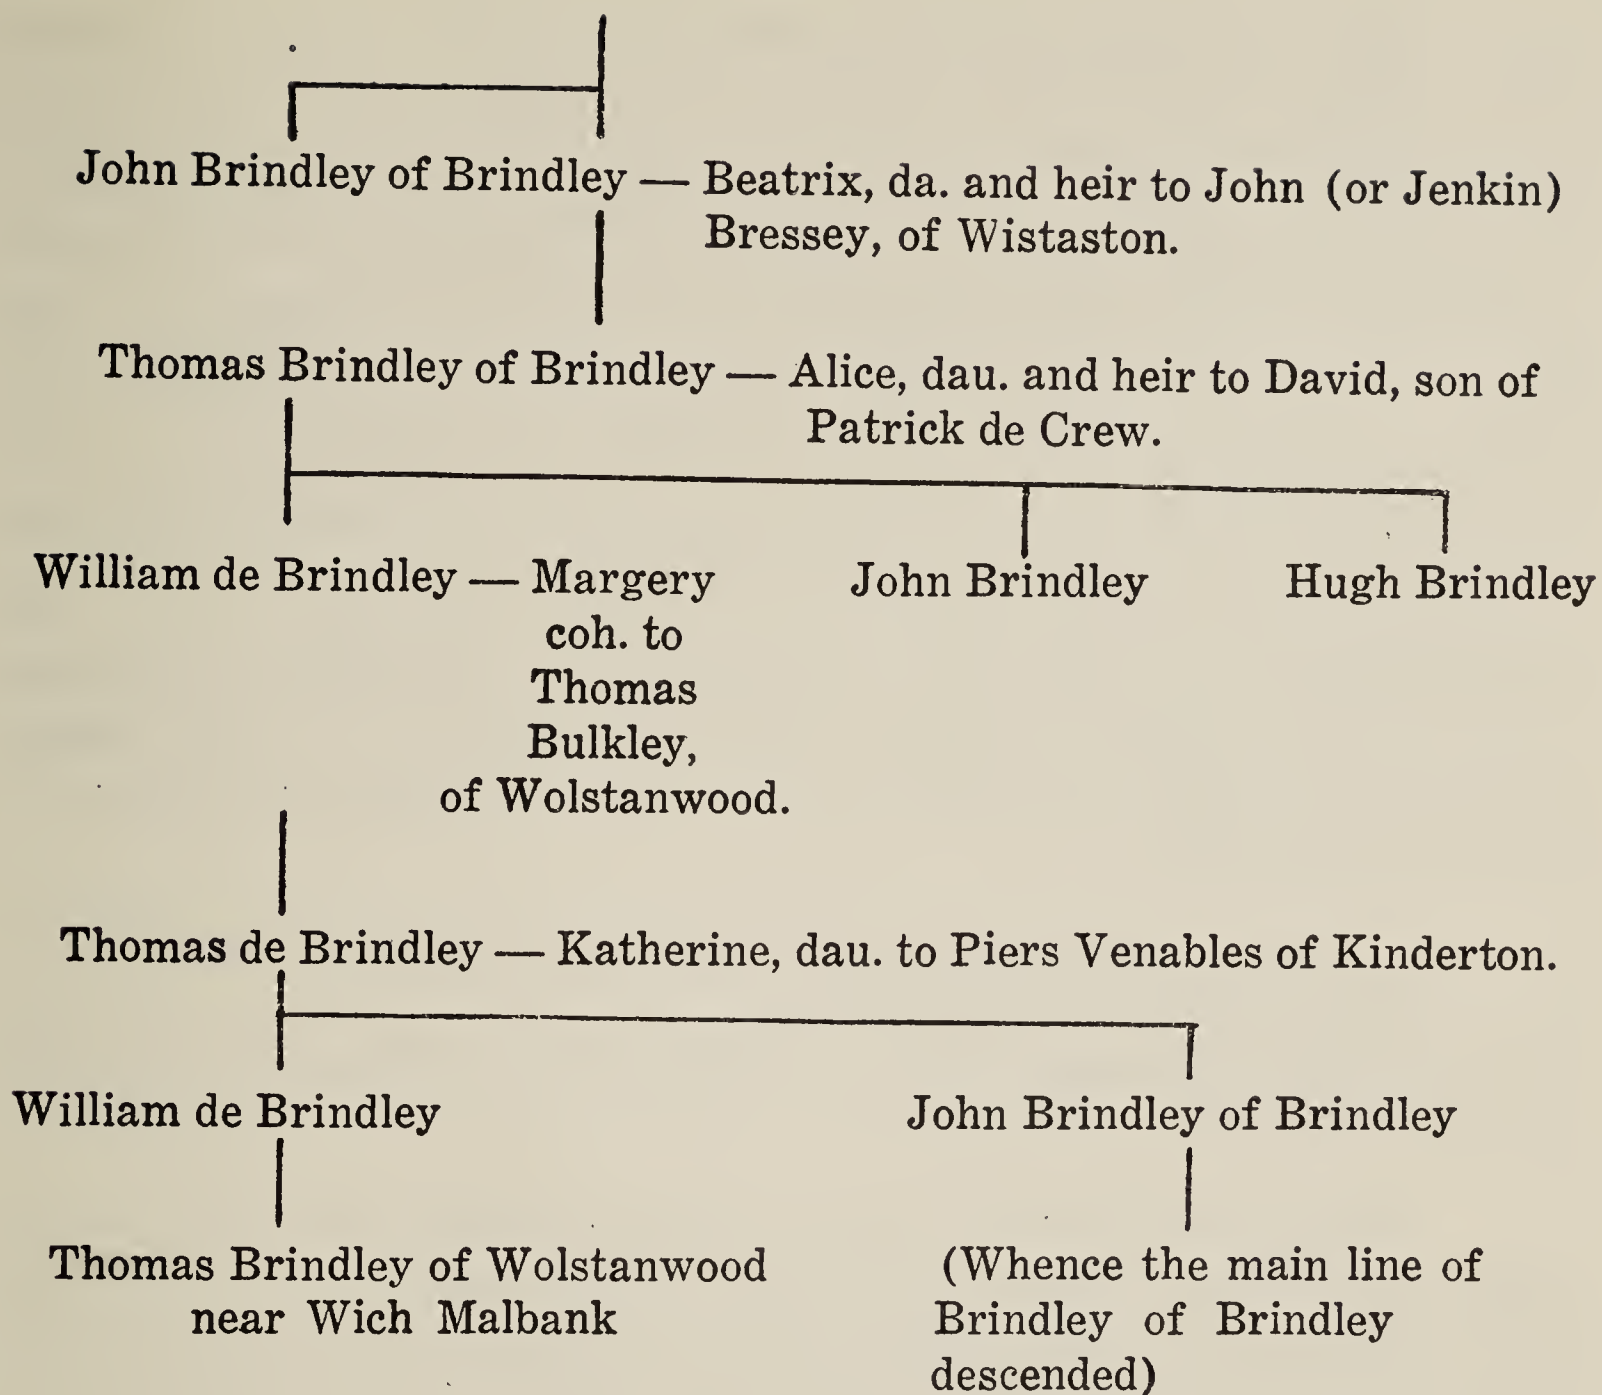 John Brindley of Brindley — Beatrix, da. and heir to John (or Jenkin)
Bressey, of Wistaston.
Thomas Brindley of Brindley — Alice, dau. and heir to David, son of
Patrick de Crew.
William de Brindley — Margery
coh. to
Thomas
Bulkley,
of Wolstanwood.
John Brindley
Hugh Brindley
Thomas de Brindley — Katherine, dau. to Piers Venables of Kinderton.
William de Brindley
John Brindley of Brindley
Thomas Brindley of Wolstanwood
near Wich Malbank
(Whence the main line of
Brindley of Brindley
descended)